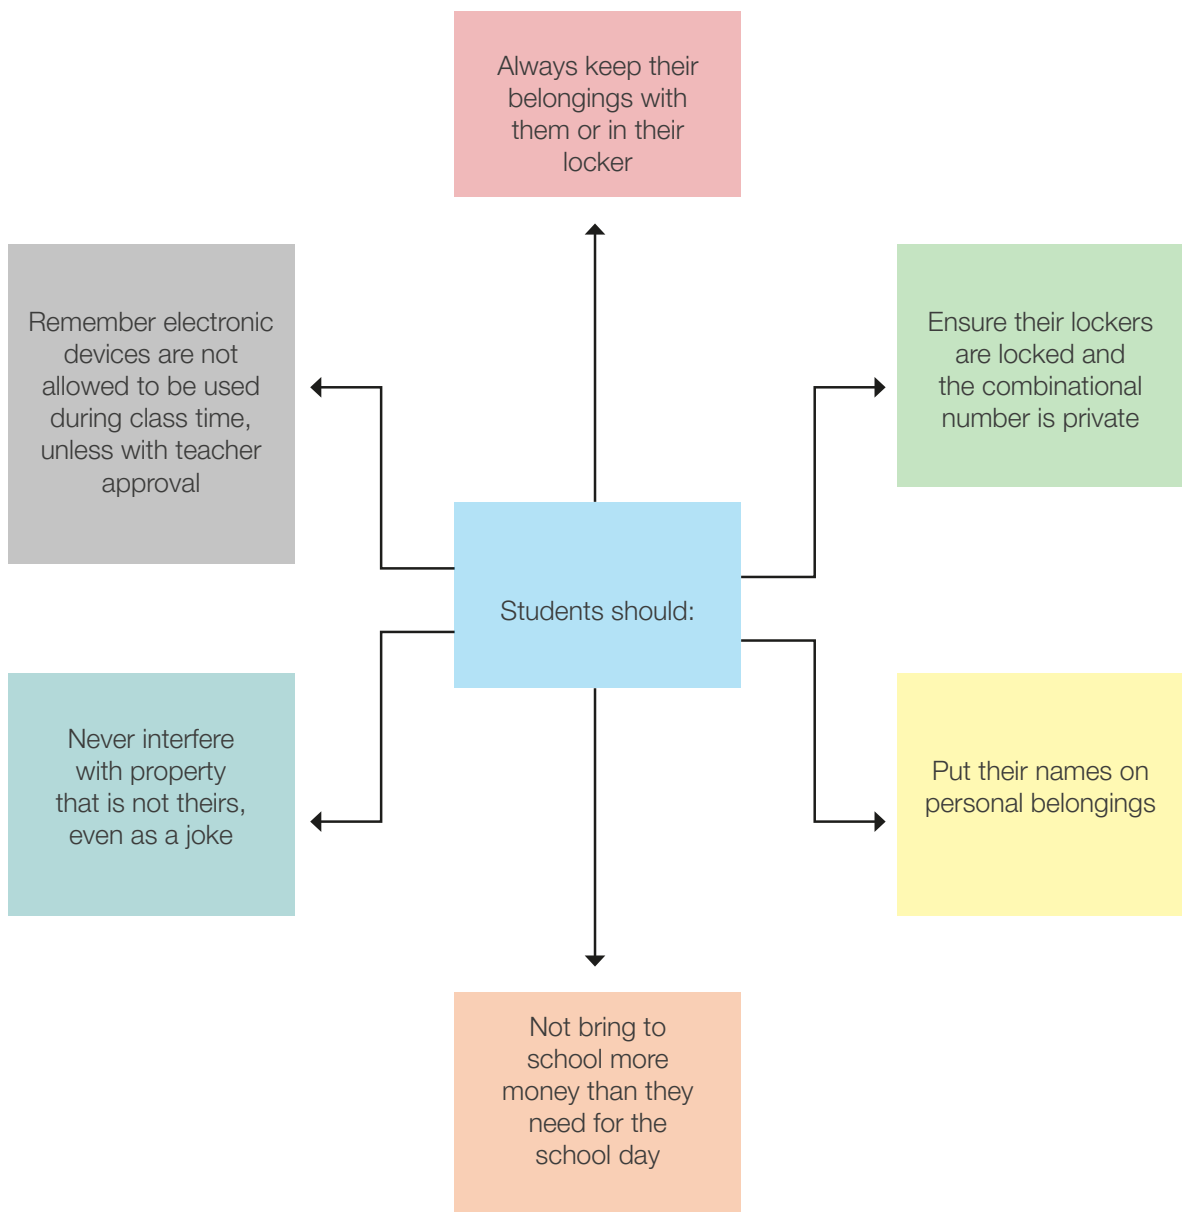 Always keep their
belongings with
them or in their
locker
Remember electronic
devices are not
allowed to be used
during class time,
unless with teacher
approval
Ensure their lockers
are locked and
the combinational
number is private
Students should:
Never interfere
with property
that is not theirs,
even as a joke
Put their names on
personal belongings
Not bring to
school more
money than they
need for the
school day